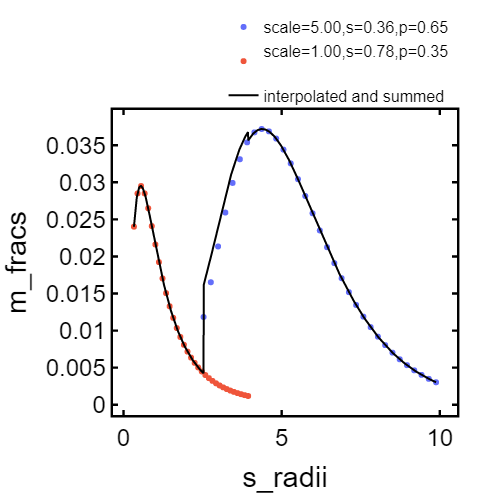 scale=5.00,s=0.36,p=0.65
scale=1.00,s=0.78,p=0.35
interpolated and summed
0.035
0.03
0.025
0.02
0.015
0.01
0.005
0
m_fracs
0 5 10
s_radii